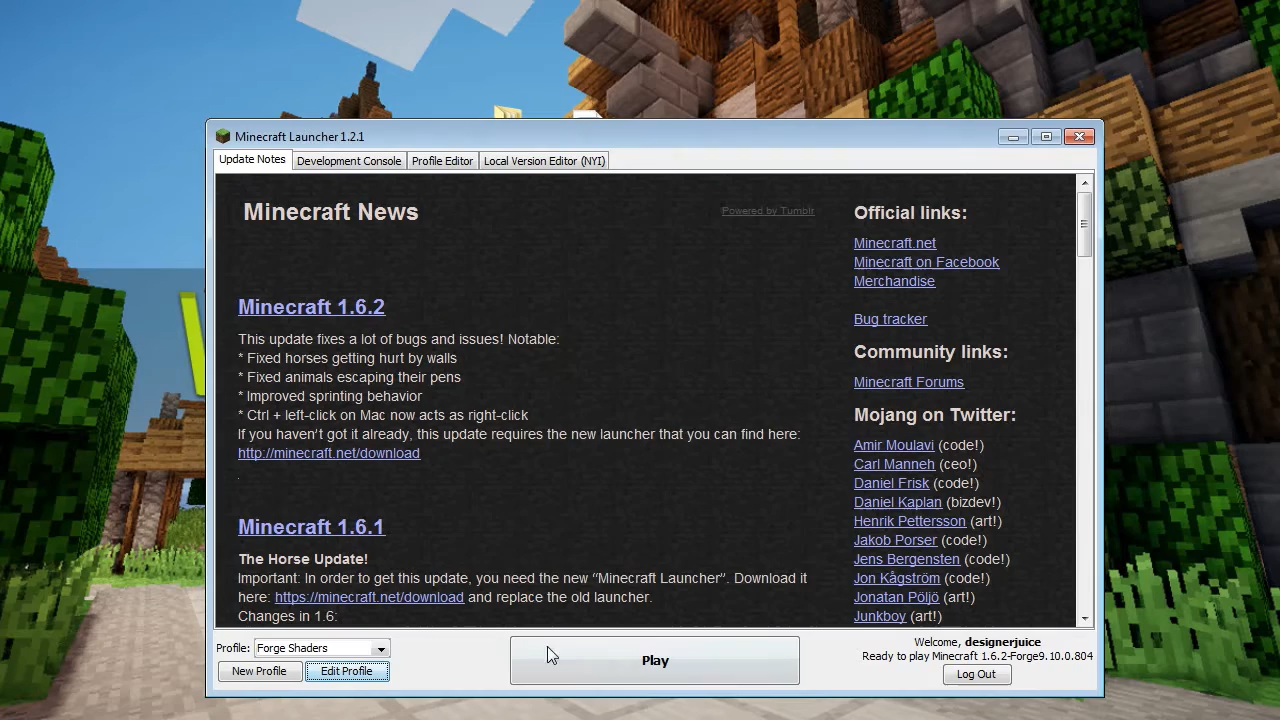 Minecraft Launcher 1.2.1
Update Notes
Development Console
Profile Editor
Local Version Editor (NYI)
Minecraft News
Powered by Tumblr
Minecraft 1.6.2
This update fixes a lot of bugs and issues! Notable:
* Fixed horses getting hurt by walls
* Fixed animals escaping their pens
* Improved sprinting behavior
* Ctrl + left-click on Mac now acts as right-click
If you haven't got it already, this update requires the new launcher that you can find here:
http://minecraft.net/download
.
Minecraft 1.6.1
The Horse Update!
Important: In order to get this update, you need the new “Minecraft Launcher”. Download it
here: https://minecraft.net/download and replace the old launcher.
Changes in 1.6:
Official links:
Minecraft.net
Minecraft on Facebook
Merchandise
Bug tracker
Community links:
Minecraft Forums
Mojang on Twitter:
Amir Moulavi (code!)
Carl Manneh (ceo!)
Daniel Frisk (code!)
Daniel Kaplan (bizdev!)
Henrik Pettersson (art!)
Jakob Porser (code!)
Jens Bergensten (code!)
Jon Kågström (code!)
Jonatan Pöljö (art!)
Junkboy (art!)
Profile: Forge Shaders
New Profile
Edit Profile
Play
Welcome, designerjuice
Ready to play Minecraft 1.6.2-Forge9.10.0.804
Log Out